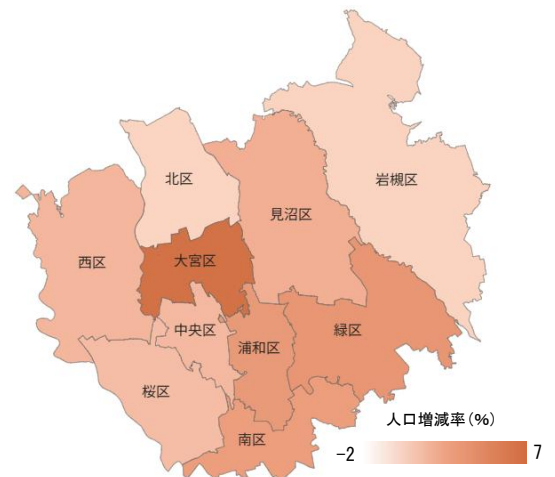 北区
岩槻区
見沼区
西区
大宮区
中央区
浦和区
緑区
桜区
南区
人口増減率(%)
-2 7